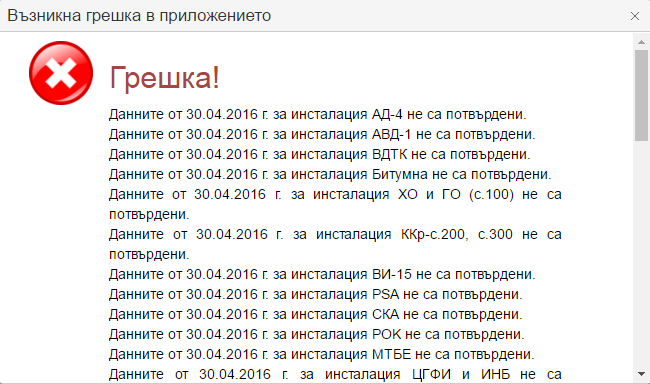 Възникна грешка в приложението
Грешка!
Данните от 30.04.2016 г. за инсталация АД-4 не са потвърдени.
Данните от 30.04.2016 г. за инсталация АВД-1 не са потвърдени.
Данните от 30.04.2016 г. за инсталация ВДТК не са потвърдени.
Данните от 30.04.2016 г. за инсталация Битумна не са потвърдени.
Данните от 30.04.2016 г. за инсталация ХО и ГО (с.100) не са
потвърдени.
Данните от 30.04.2016 г. за инсталация ККр-с.200, с.300 не са
потвърдени.
Данните от 30.04.2016 г. за инсталация ВИ-15 не са потвърдени.
Данните от 30.04.2016 г. за инсталация PSA не са потвърдени.
Данните от 30.04.2016 г. за инсталация СКА не са потвърдени.
Данните от 30.04.2016 г. за инсталация РОК не са потвърдени.
Данните от 30.04.2016 г. за инсталация МТБЕ не са потвърдени.
Данните от 30.04.2016 г. за инсталация ЦГФИ и ИНБ не са